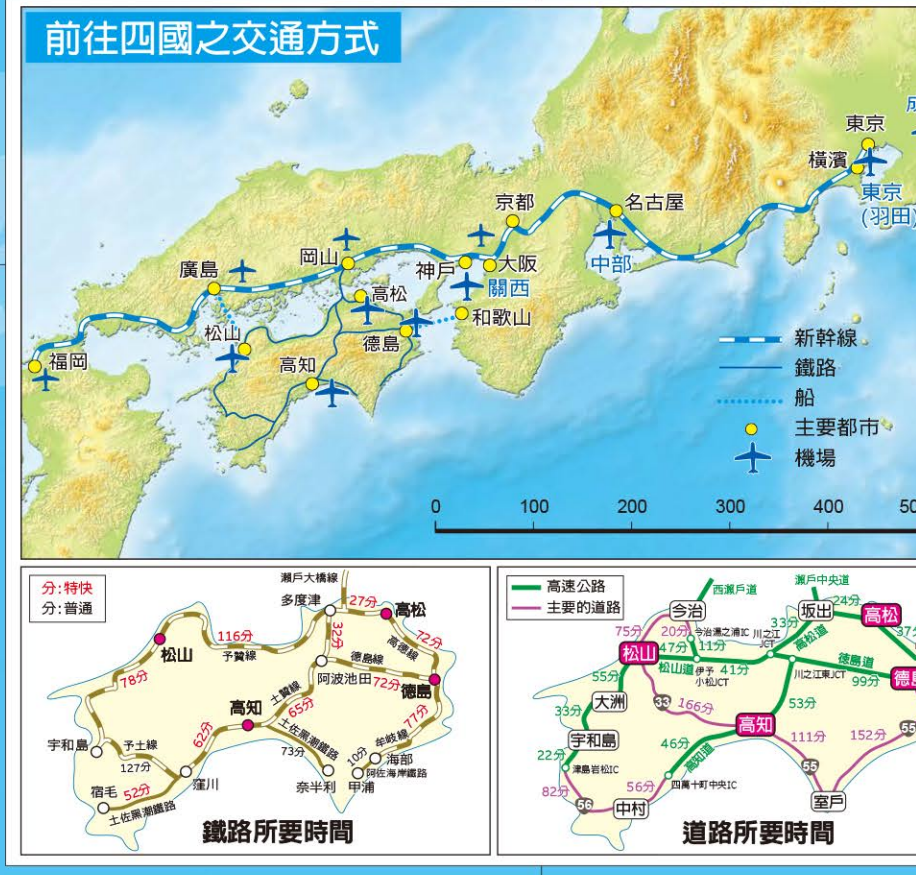 前往四國之交通方式
東京
橫濱
東京
(羽田)
京都
名古屋
中部
岡山
神戶
大阪
關西
廣島
高松
和歌山
松山
德島
高知
福岡
新幹線
鐵路
船
主要都市
機場
0 100 200 300 400
分:特快
分:普通
瀨戶大橋線
多度津
27分
高松
116分
予讚線
32分
高德線
72分
松山
德島線
阿波池田
72分
德島
78分
土讚線
65分
高知
77分
牟岐線
62分
土佐黑潮鐵路
73分
宇和島
予土線
127分
窪川
10分
海部
阿佐海岸鐵路
甲浦
奈半利
宿毛
52分
土佐黑潮鐵路
鐵路所要時間
高速公路
主要的道路
西瀨戶道
瀨戶中央道
今治
坂出
24分
高松
75分
20分
今治湯之浦IC
川之江
JCT
33分
高松道
37分
松山
47分
11分
松山道
伊予
小松JCT
41分
川之江東JCT
德島道
99分
55分
大洲
33
166分
53分
33分
高知
宇和島
46分
高知道
111分
152分
55
22分
津島岩松IC
82分
56
中村
56分
四萬十町中央IC
55
室戶
道路所要時間